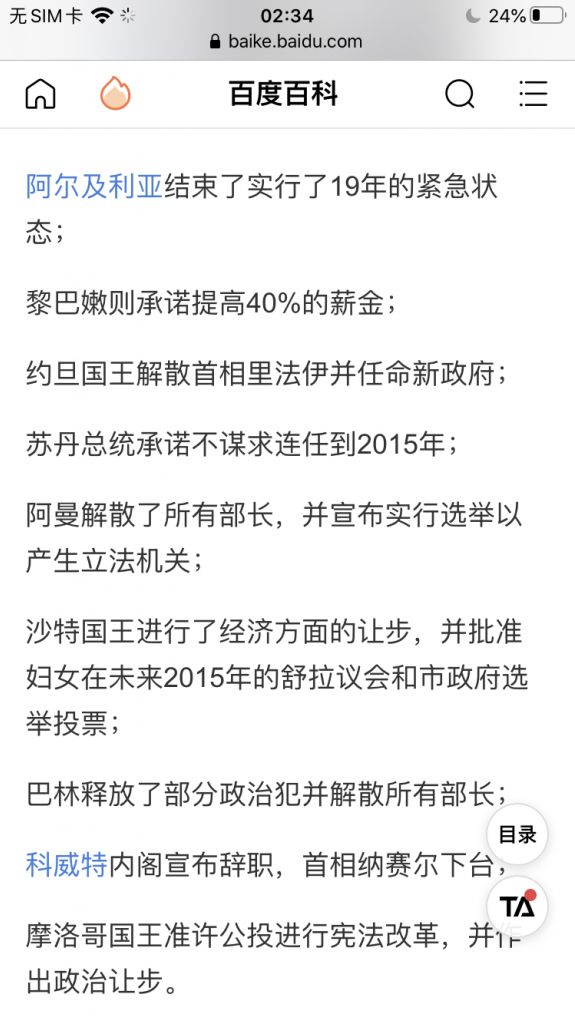 无SIM卡 02:34 24%
baike.baidu.com
百度百科
阿尔及利亚结束了实行了19年的紧急状
态；
黎巴嫩则承诺提高40%的薪金；
约旦国王解散首相里法伊并任命新政府；
苏丹总统承诺不谋求连任到2015年；
阿曼解散了所有部长，并宣布实行选举以
产生立法机关；
沙特国王进行了经济方面的让步，并批准
妇女在未来2015年的舒拉议会和市政府选
举投票；
巴林释放了部分政治犯并解散所有部长；
目录
科威特内阁宣布辞职，首相纳赛尔下台；
TA
摩洛哥国王准许公投进行宪法改革，并作
出政治让步。